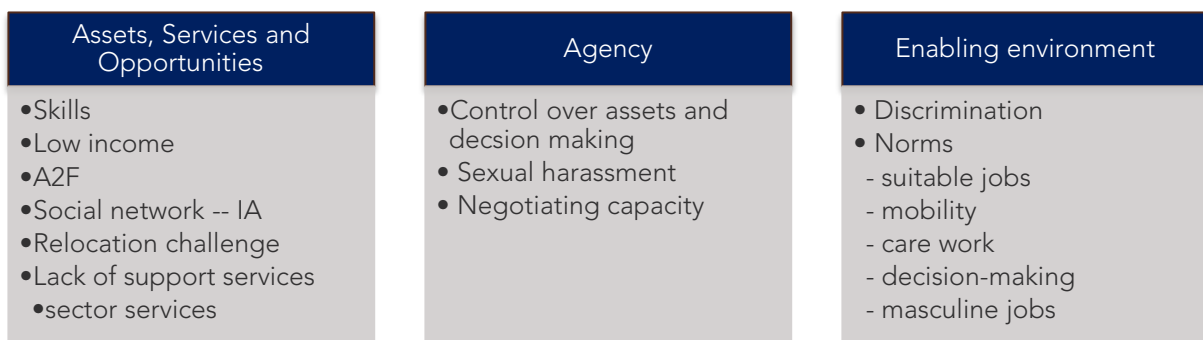 Assets, Services and
Opportunities
•Skills
•Low income
•A2F
•Social network -- IA
•Relocation challenge
•Lack of support services
•sector services
Agency
•Control over assets and
decsion making
• Sexual harassment
• Negotiating capacity
Enabling environment
• Discrimination
• Norms
- suitable jobs
- mobility
- care work
- decision-making
- masculine jobs